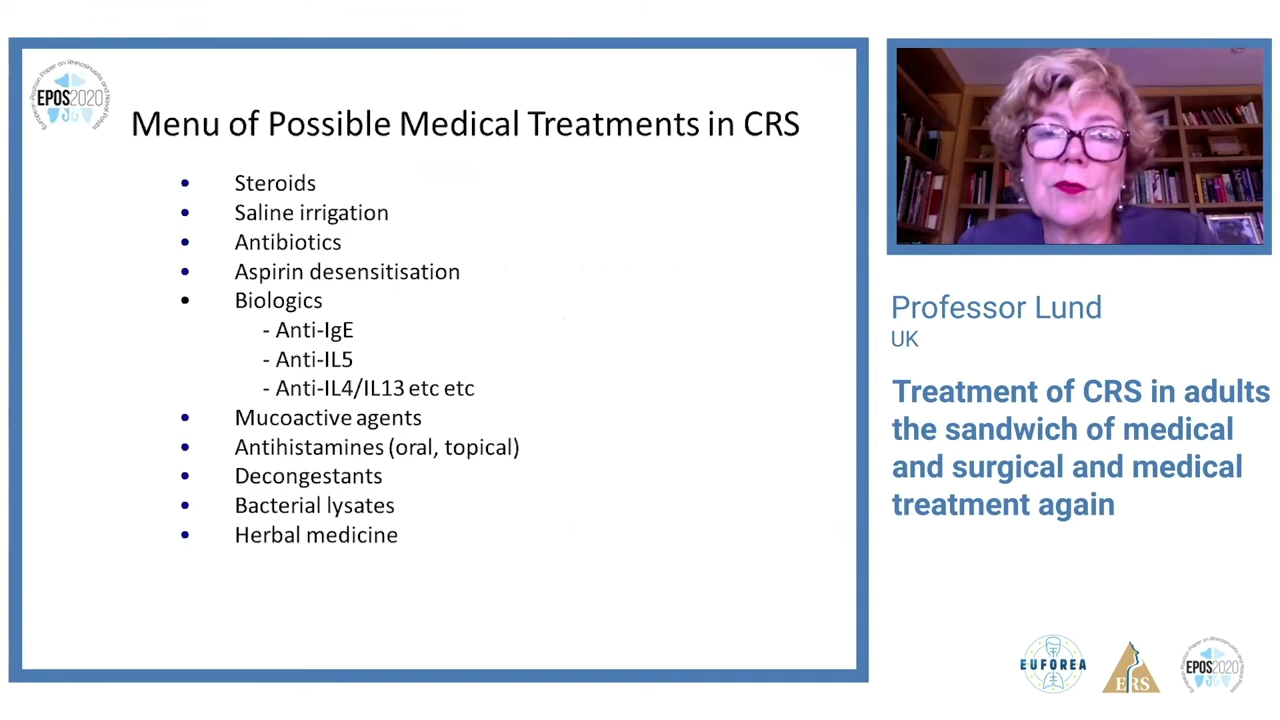 EPOS2020
Menu of Possible Medical Treatments in CRS
• Steroids
• Saline irrigation
• Antibiotics
• Aspirin desensitisation
• Biologics
- Anti-IgE
- Anti-IL5
- Anti-IL4/IL13 etc etc
• Mucoactive agents
• Antihistamines (oral, topical)
• Decongestants
• Bacterial lysates
• Herbal medicine
Professor Lund
UK
Treatment of CRS in adults
the sandwich of medical
and surgical and medical
treatment again
EUFOREA
ERS
EPOS2020